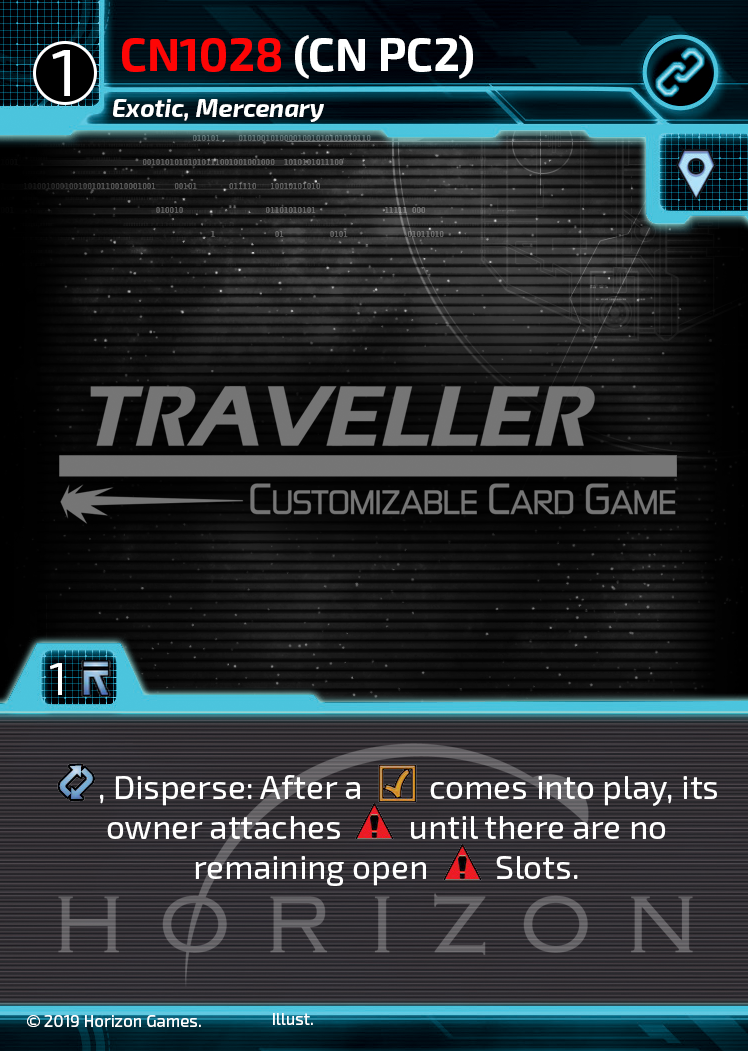 1
CN1028 (CN PC2)
Exotic, Mercenary
TRAVELLER
CUSTOMIZABLE CARD GAME
1
, Disperse: After a comes into play, its
owner attaches until there are no
remaining open Slots.
HORIZON
© 2019 Horizon Games.
Illust.